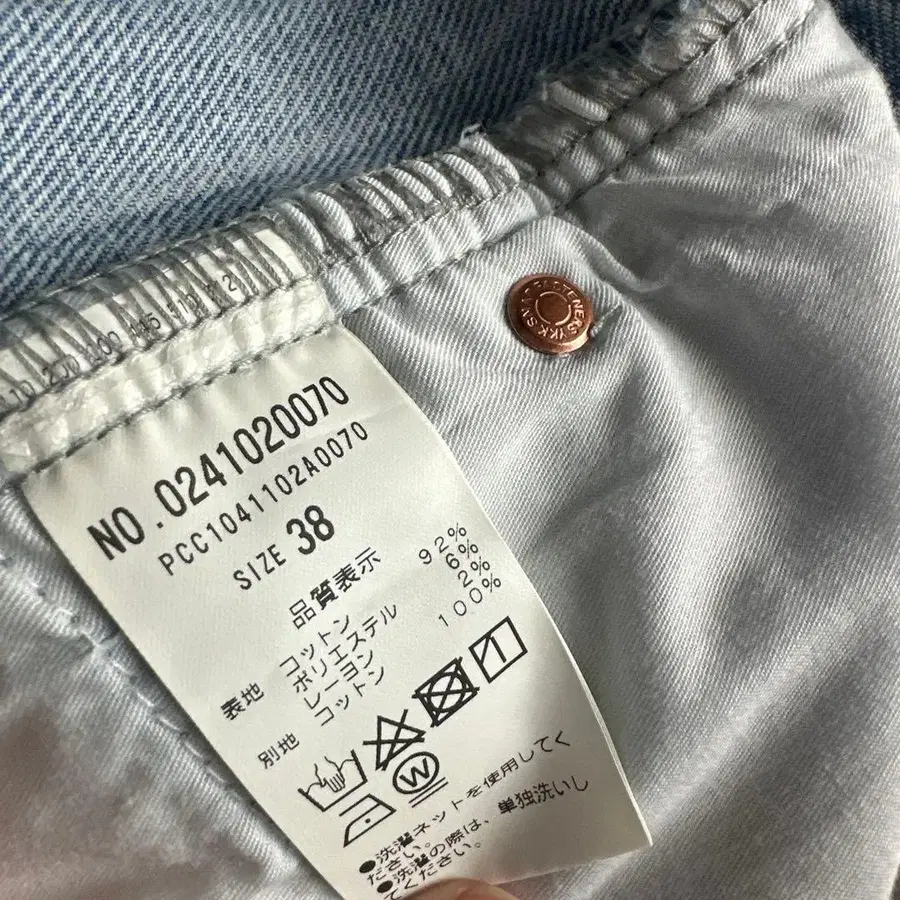 NO.0241020070
PCC1041102A0070
SIZE 38
品質表示
表地 コットン 92%
ポリエステル 6%
レーヨン 2%
別地 コットン 100%
W
●洗濯ネットを使用してく
ださい。
●洗濯の際は、単独洗いし
てください。
SNAP FASTENERS YKK